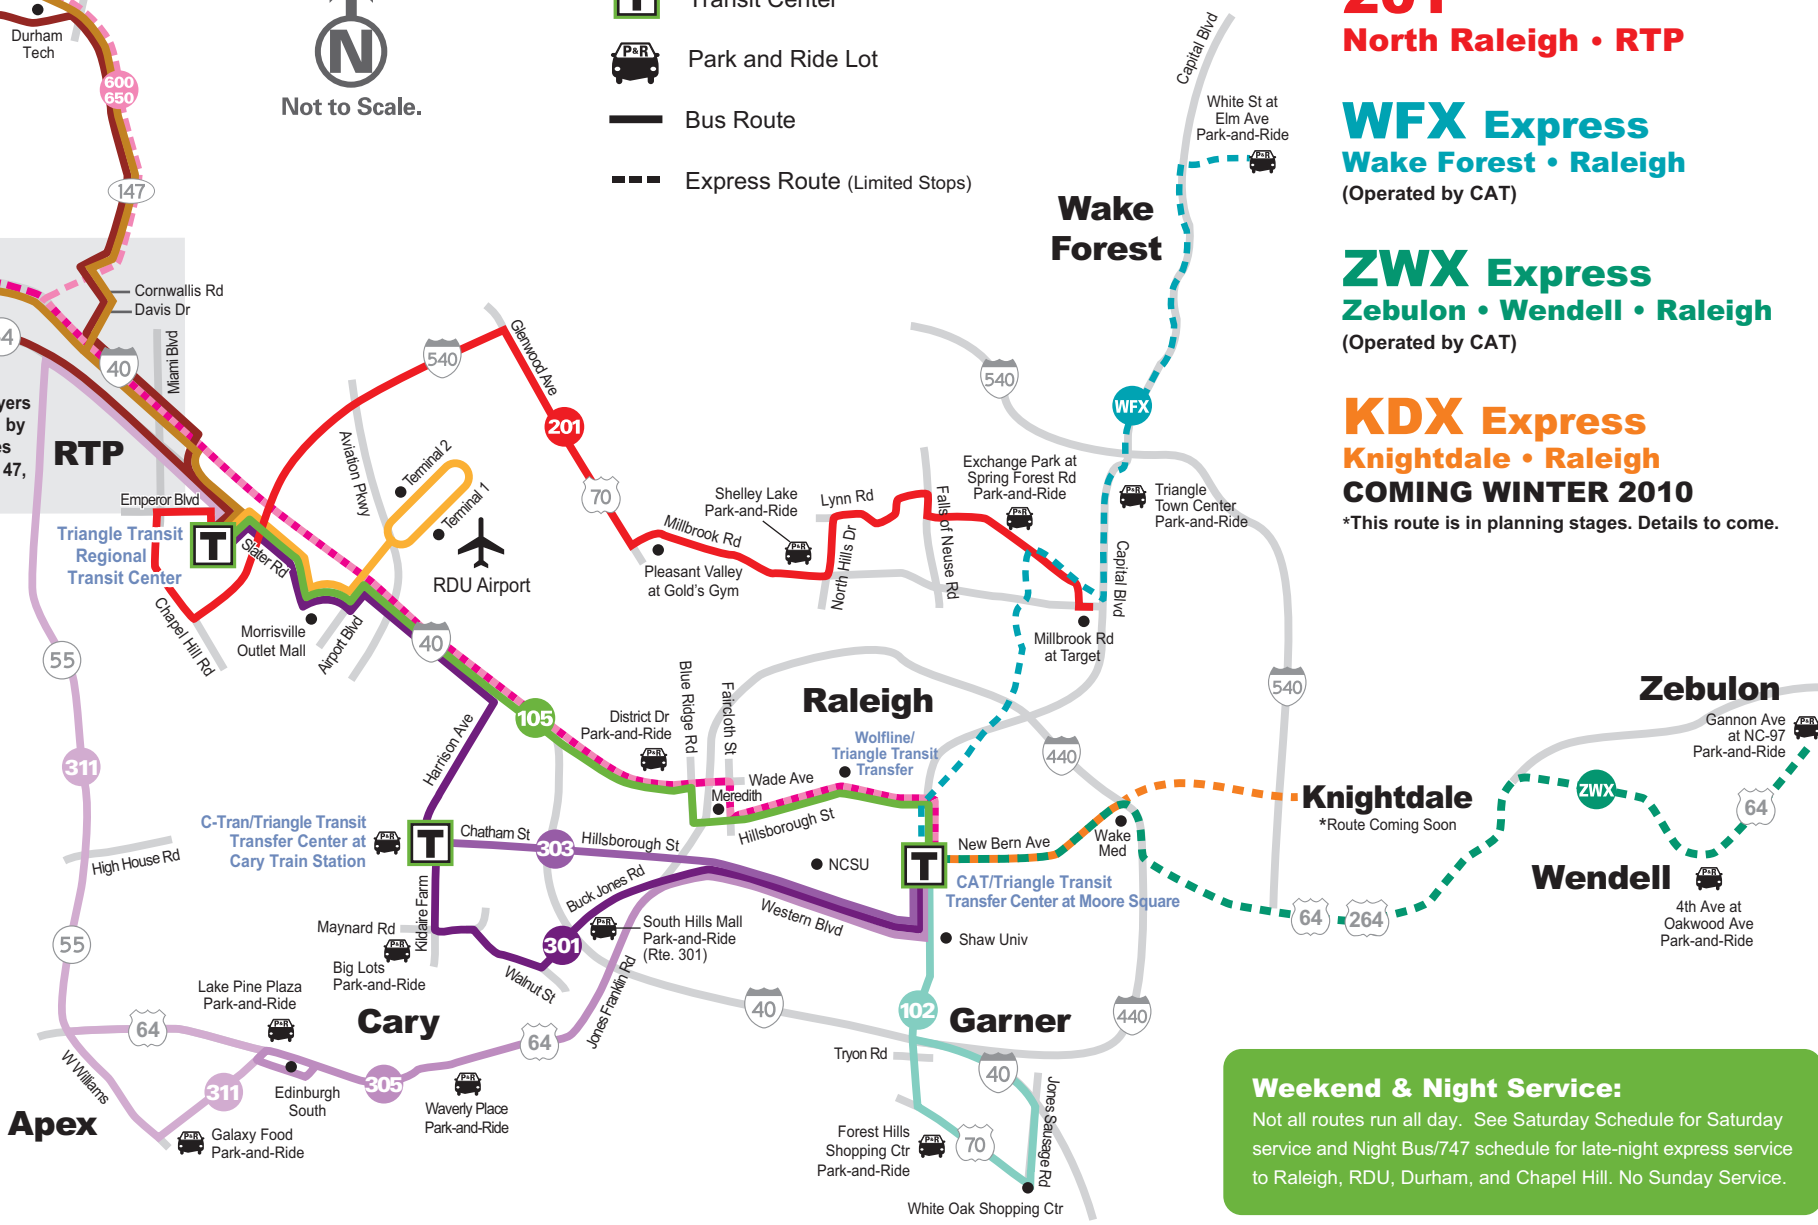 Durham
Tech
600
650
147
N
Not to Scale.
T
Transit Center
P&R
Park and Ride Lot
Bus Route
Express Route (Limited Stops)
201
North Raleigh • RTP
WFX Express
Wake Forest • Raleigh
(Operated by CAT)
ZWX Express
Zebulon • Wendell • Raleigh
(Operated by CAT)
KDX Express
Knightdale • Raleigh
COMING WINTER 2010
*This route is in planning stages. Details to come.
Capital Blvd
White St at
Elm Ave
Park-and-Ride
P&R
Wake
Forest
Cornwallis Rd
Davis Dr
Miami Blvd
40
by
47,
RTP
Emperor Blvd
Triangle Transit
Regional
Transit Center
T
Slater Rd
Chapel Hill Rd
Morrisville
Outlet Mall
Airport Blvd
Aviation Pkwy
Terminal 2
Terminal 1
RDU Airport
540
Glenwood Ave
201
70
Millbrook Rd
Pleasant Valley
at Gold's Gym
Shelley Lake
Park-and-Ride
P&R
Lynn Rd
North Hills Dr
Falls of Neuse Rd
Exchange Park at
Spring Forest Rd
Park-and-Ride
P&R
540
WFX
Triangle
Town Center
Park-and-Ride
P&R
Capital Blvd
Millbrook Rd
at Target
540
40
55
311
105
Harrison Ave
District Dr
Park-and-Ride
P&R
Blue Ridge Rd
Faircloth St
Raleigh
Wolfline/
Triangle Transit
Transfer
440
Wade Ave
Meredith
Hillsborough St
C-Tran/Triangle Transit
Transfer Center at
Cary Train Station
P&R
T
Chatham St
303
Hillsborough St
NCSU
T
New Bern Ave
Wake
Med
CAT/Triangle Transit
Transfer Center at Moore Square
Knightdale
*Route Coming Soon
Zebulon
Gannon Ave
at NC-97
Park-and-Ride
P&R
ZWX
64
Wendell
P&R
4th Ave at
Oakwood Ave
Park-and-Ride
64
264
High House Rd
Kildaire Farm
Maynard Rd
Big Lots
Park-and-Ride
P&R
Buck Jones Rd
301
Walnut St
South Hills Mall
Park-and-Ride
(Rte. 301)
P&R
Western Blvd
Shaw Univ
55
64
Lake Pine Plaza
Park-and-Ride
P&R
Cary
64
Jones Franklin Rd
40
102
Garner
440
Tryon Rd
40
Jones Sausage Rd
W Williams
Apex
311
Edinburgh
South
305
P&R
Waverly Place
Park-and-Ride
P&R
Galaxy Food
Park-and-Ride
Forest Hills
Shopping Ctr
Park-and-Ride
P&R
70
White Oak Shopping Ctr
Weekend & Night Service:
Not all routes run all day. See Saturday Schedule for Saturday
service and Night Bus/747 schedule for late-night express service
to Raleigh, RDU, Durham, and Chapel Hill. No Sunday Service.